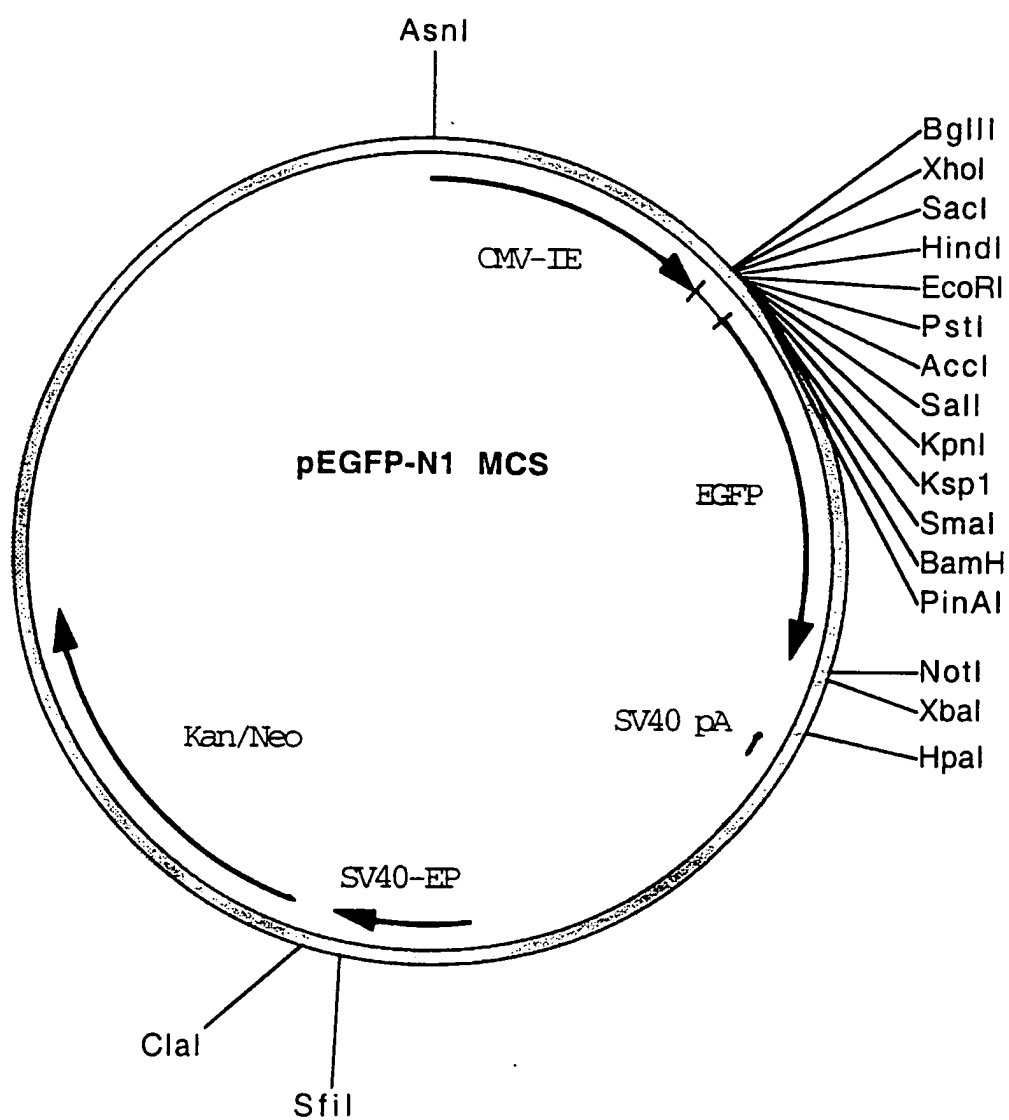 AsnI
BglII
XhoI
SacI
HindI
EcoRI
PstI
AccI
SalI
KpnI
Ksp1
SmaI
BamH
PinAI
CMV-IE
pEGFP-N1 MCS
EGFP
NotI
XbaI
HpaI
SV40 pA
Kan/Neo
SV40-EP
ClaI
SfiI